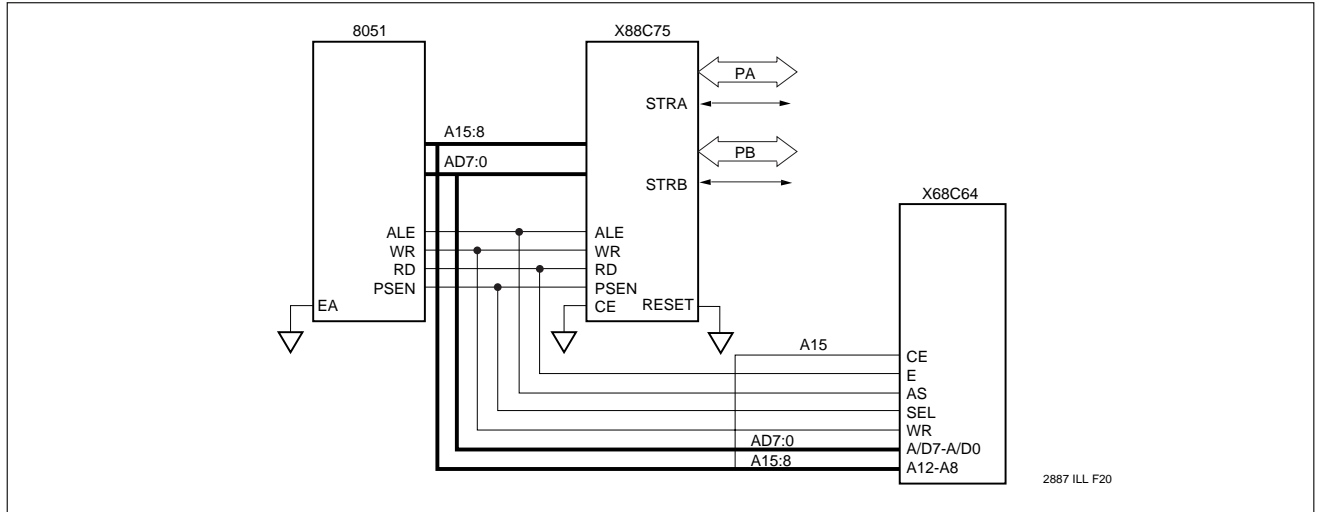 8051
X88C75
PA
STRA
A15:8
PB
AD7:0
STRB
X68C64
ALE
ALE
WR
WR
RD
RD
PSEN
PSEN
EA
CE
RESET
A15
CE
E
AS
SEL
WR
AD7:0
A/D7-A/D0
A15:8
A12-A8
2887 ILL F20